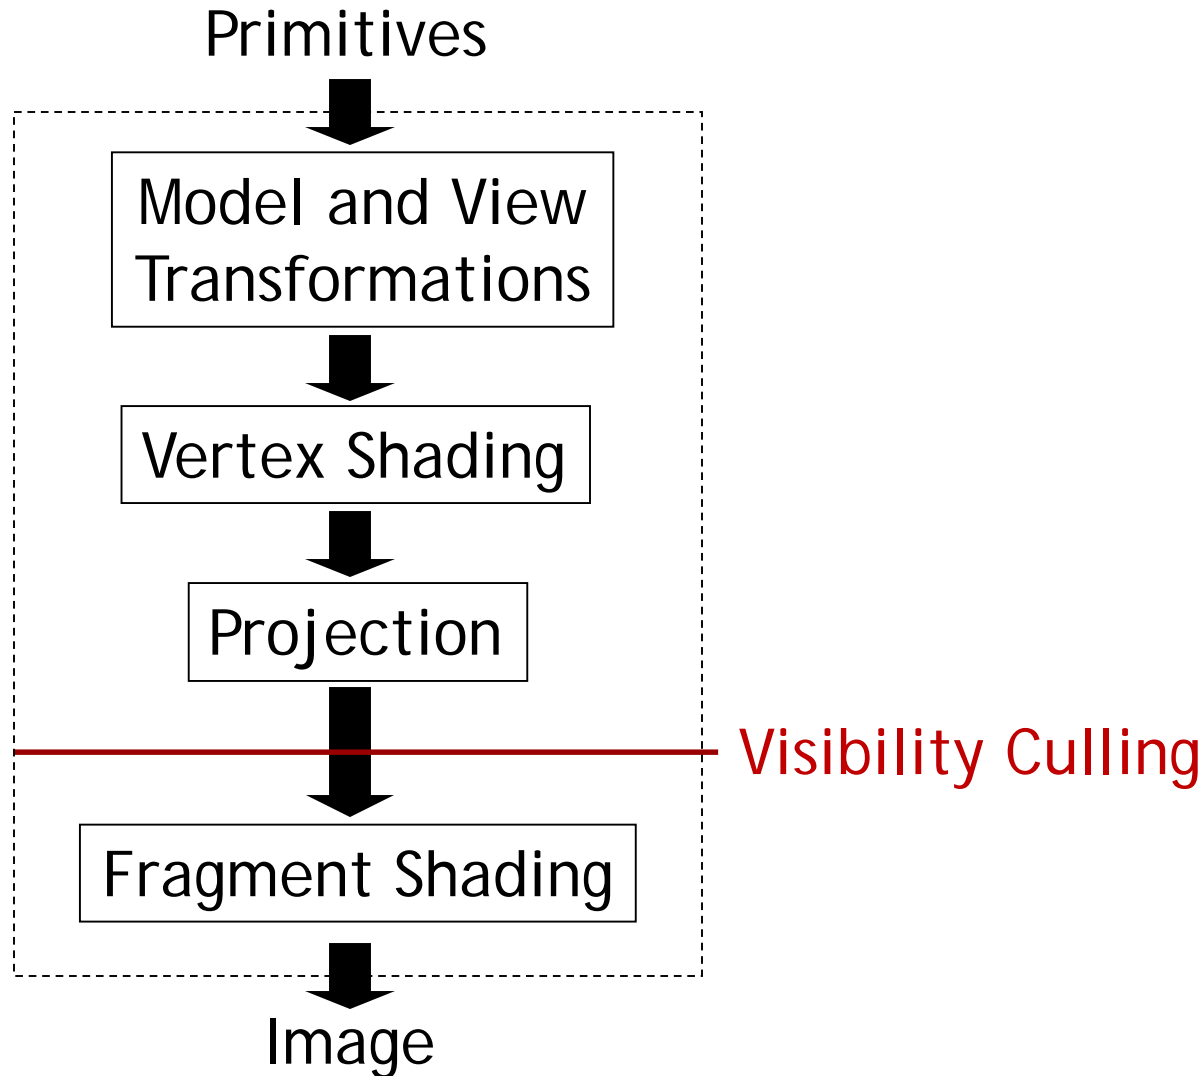 Primitives
Model and View
Transformations
Vertex Shading
Projection
Visibility Culling
Fragment Shading
Image